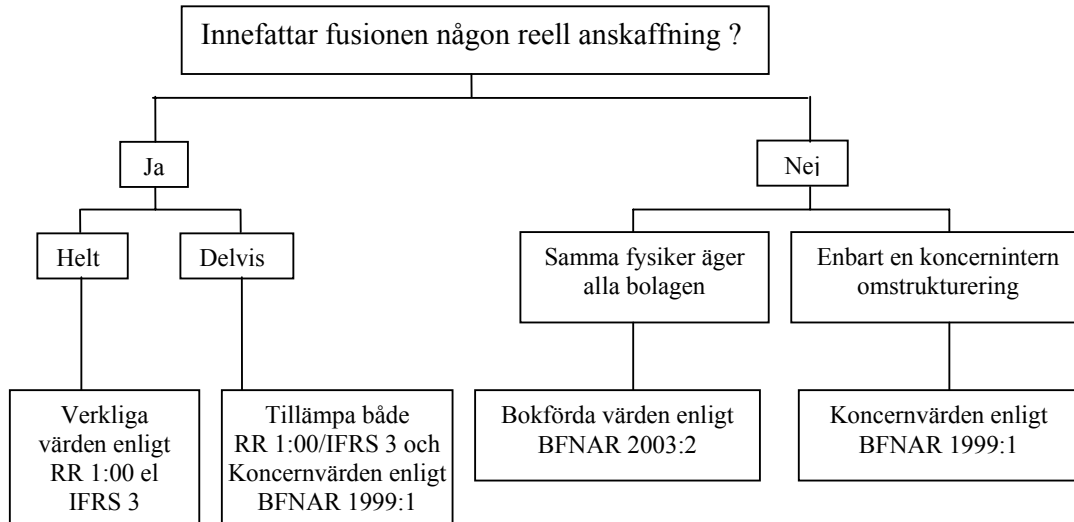 Innefattar fusionen någon reell anskaffning ?
Ja
Nej
Helt
Delvis
Samma fysiker äger
alla bolagen
Enbart en koncernintern
omstrukturering
Verkliga
värden enligt
RR 1:00 el
IFRS 3
Tillämpa både
RR 1:00/IFRS 3 och
Koncernvärden enligt
BFNAR 1999:1
Bokförda värden enligt
BFNAR 2003:2
Koncernvärden enligt
BFNAR 1999:1